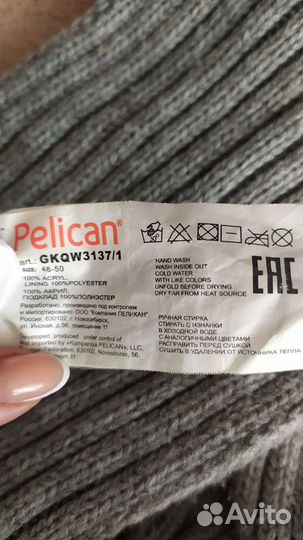 Pelican®
art.: GKQW3137/1
SIZE: 48-50
100% ACRYL.
LINING 100%POLYESTER
100% АКРИЛ.
ПОДКЛАД 100%ПОЛИЭСТЕР
Разработано, произведено под контролем
и импортировано: ООО "Компания ПЕЛИКАН",
Россия, 630102, г. Новосибирск,
ул. Инская, д.56, помещение 11
developed, produced under control of
imported by «Kompaniya PELICAN», LLC,
Federation, 630102, Novosibirsk, 56,
11
HAND WASH
WASH INSIDE OUT
COLD WATER
WITH LIKE COLORS
UNFOLD BEFORE DRYING
DRY FAR FROM HEAT SOURCE
EAC
РУЧНАЯ СТИРКА
СТИРАТЬ С ИЗНАНКИ
В ХОЛОДНОЙ ВОДЕ
С АНАЛОГИЧНЫМИ ЦВЕТАМИ
РАСПРАВИТЬ ПЕРЕД СУШКОЙ
СУШИТЬ В УДАЛЕНИИ ОТ ИСТОЧНИКА ТЕПЛА
Avito